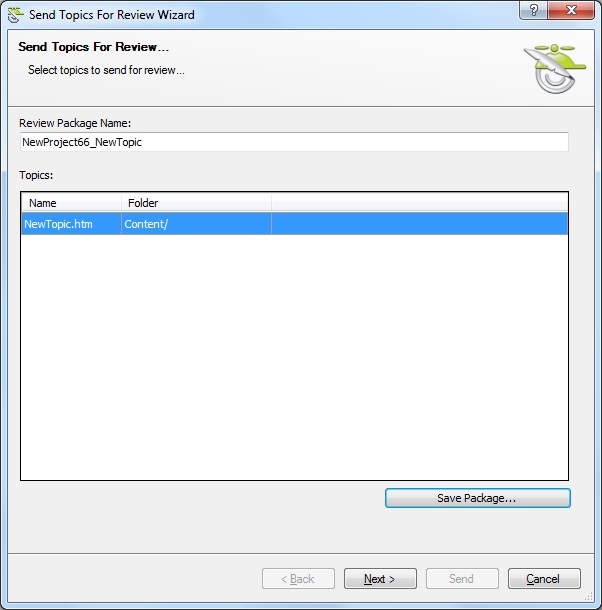 Send Topics For Review Wizard
Send Topics For Review...
Select topics to send for review...
Review Package Name:
NewProject66_NewTopic
Topics:
Name Folder
NewTopic.htm Content/
Save Package...
< Back Next > Send Cancel